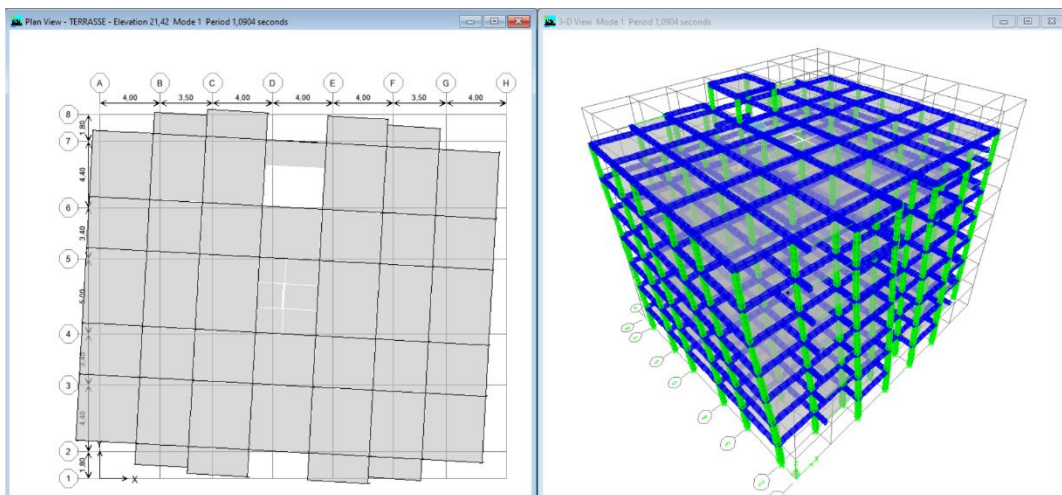 Plan View - TERRASSE - Elevation 21,42 Mode 1 Period 1,0904 seconds
3-D View Mode 1 Period 1,0904 seconds
A B C D E F G H
4,00 3,50 4,00 4,00 4,00 3,50 4,00
8
1.80
7
4.40
6
3.40
5
5.00
4
3
4.40
2
1.80
1
Y
X